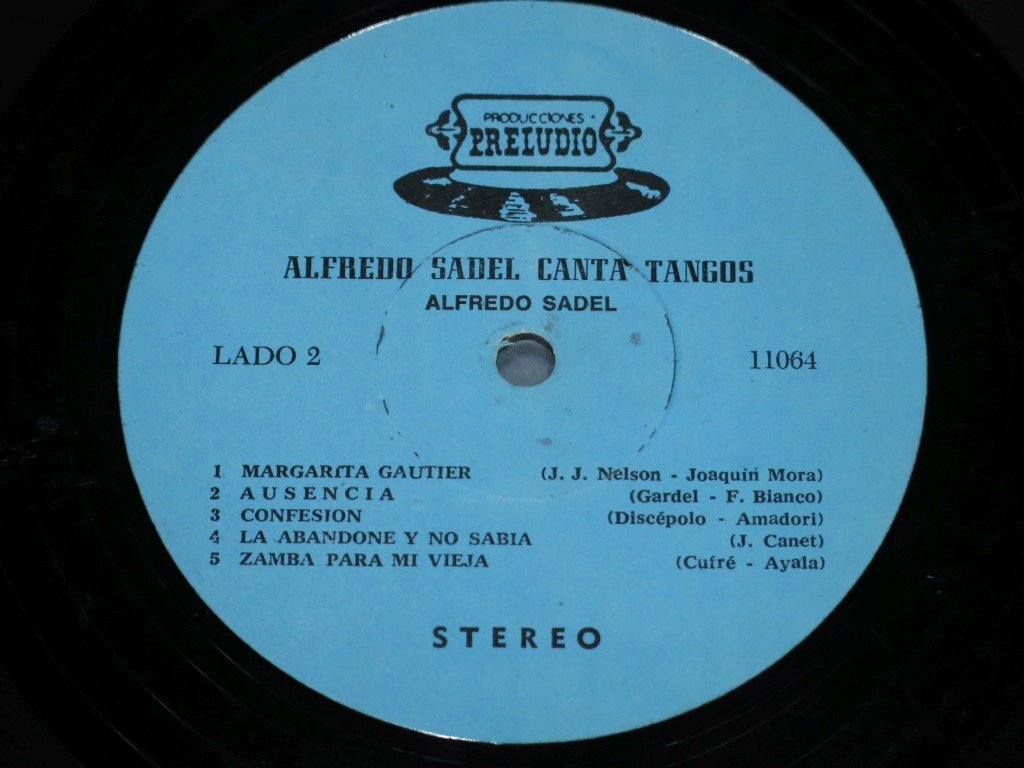 PRODUCCIONES
PRELUDIO
ALFREDO SADEL CANTA TANGOS
ALFREDO SADEL
LADO 2 11064
1 MARGARITA GAUTIER (J. J. Nelson - Joaquín Mora)
2 AUSENCIA (Gardel - F. Bianco)
3 CONFESION (Discépolo - Amadori)
4 LA ABANDONE Y NO SABIA (J. Canet)
5 ZAMBA PARA MI VIEJA (Cufré - Ayala)
STEREO